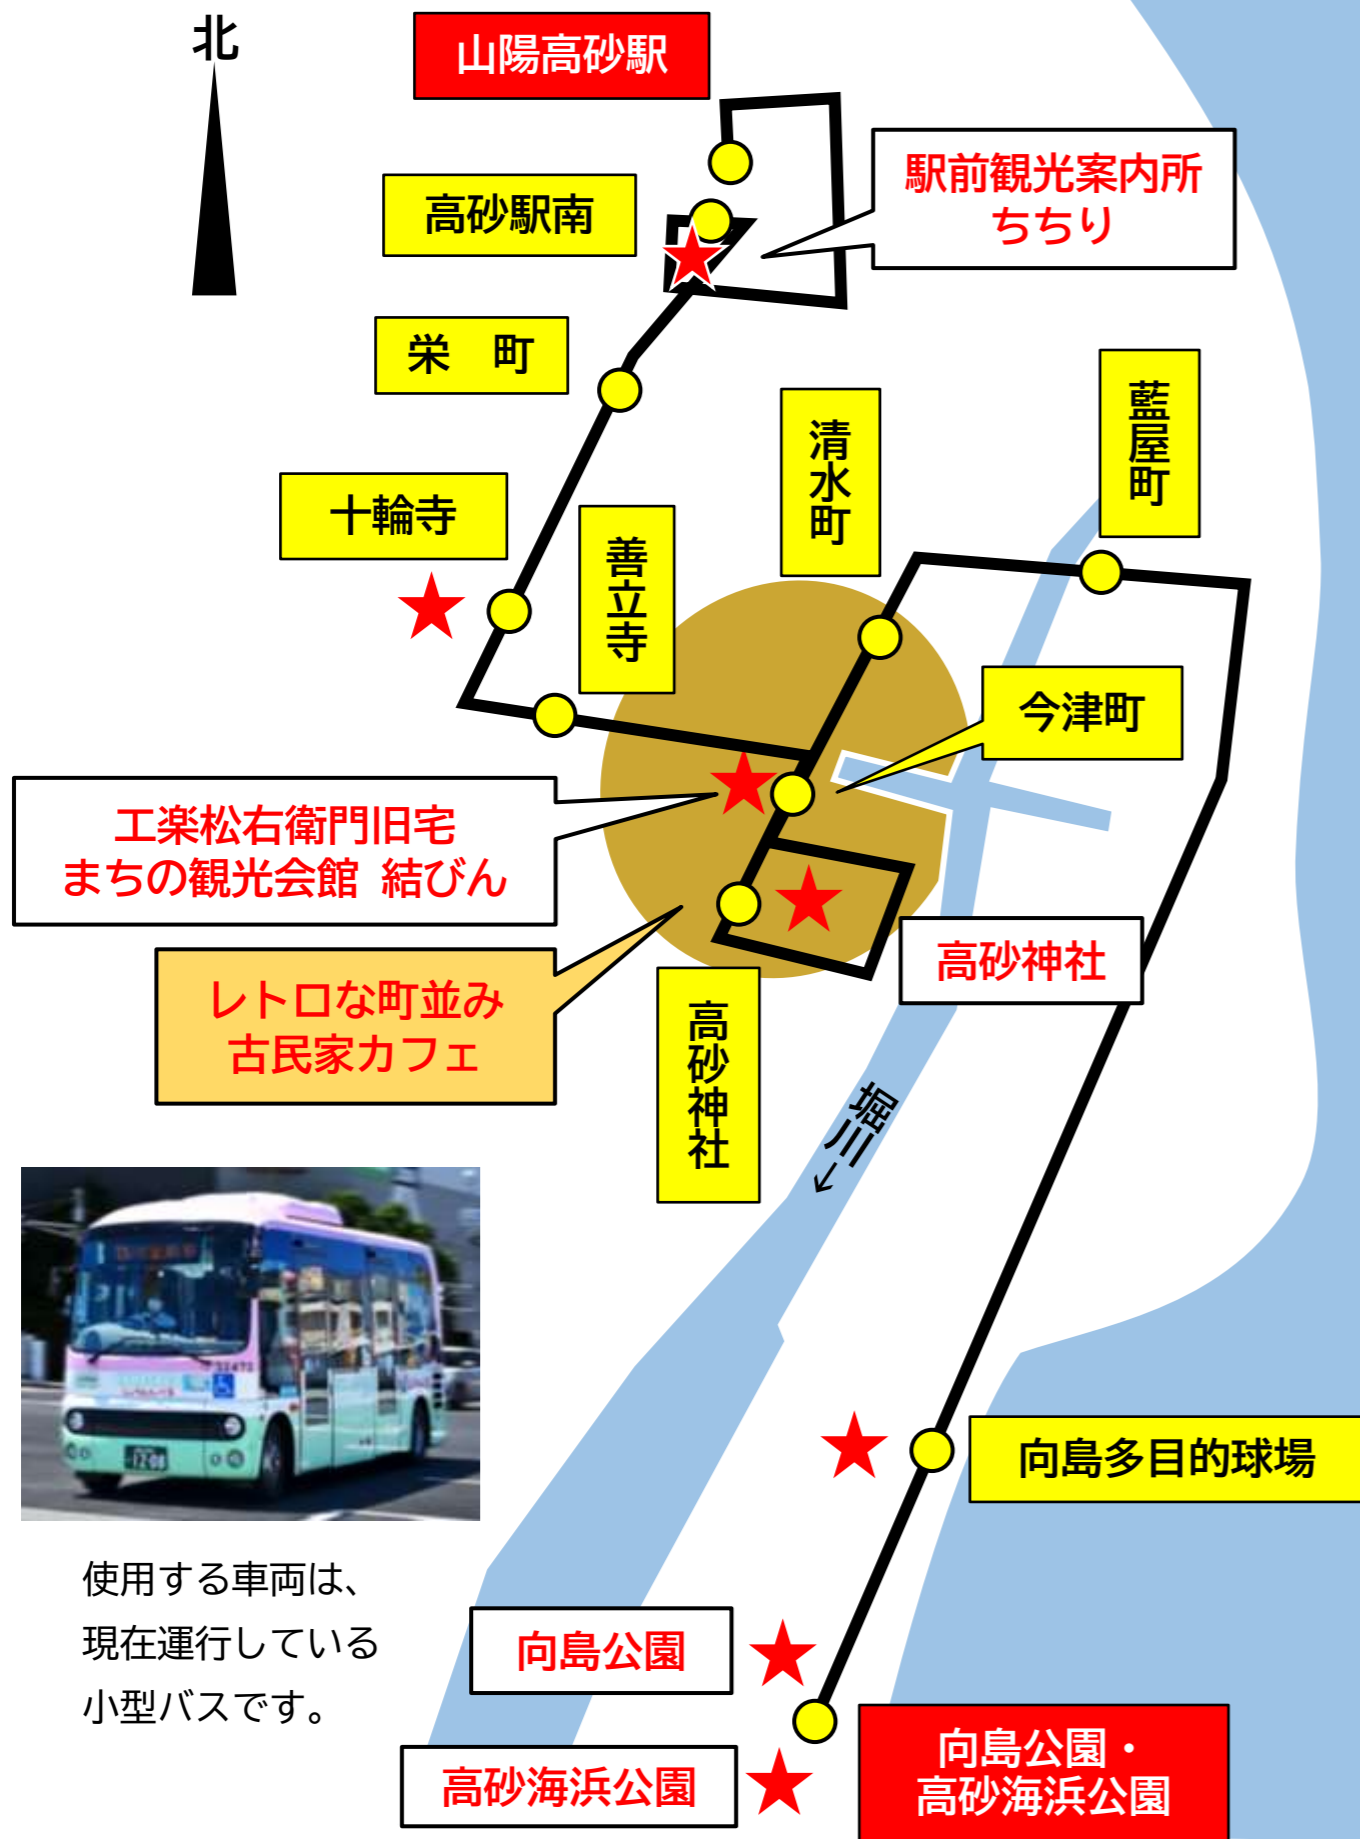 北
山陽高砂駅
駅前観光案内所
ちちり
高砂駅南
栄 町
藍屋町
清水町
十輪寺
善立寺
今津町
工楽松右衛門旧宅
まちの観光会館 結びん
高砂神社
レトロな町並み
古民家カフェ
高砂神社
堀川
←
向島多目的球場
使用する車両は、
現在運行している
小型バスです。
向島公園
向島公園・
高砂海浜公園
高砂海浜公園